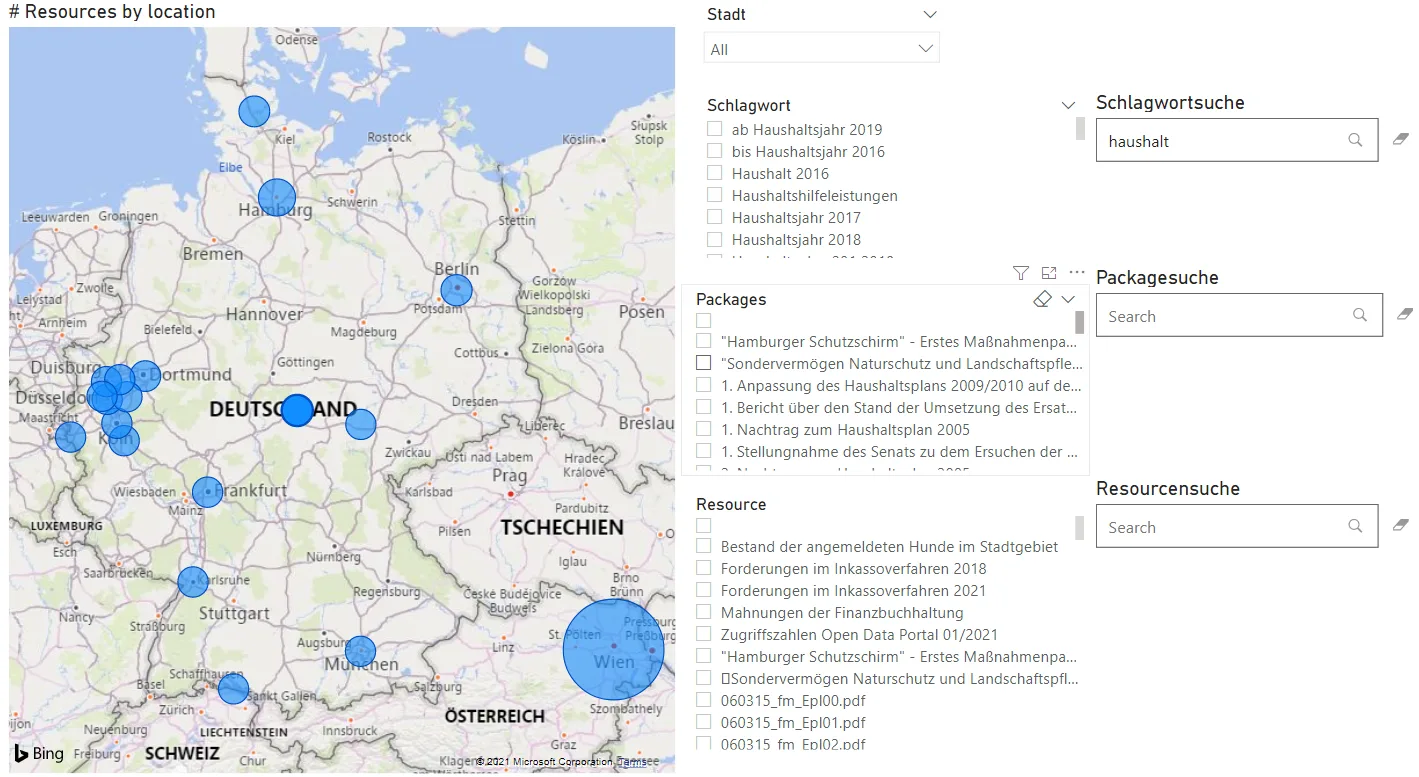 # Resources by location
Odense
Kiel
Rostock
Köslin
Słupsk
Stolp
Elbe
Hamburg
Schwerin
Stettin
Leeuwarden
Groningen
Bremen
Berlin
Potsdam
Gorzów
Wielkopolski
Landsberg
Posen
Lelystad
Zwolle
Arnheim
Hannover
Bielefeld
Magdeburg
Cottbus
Zielona Góra
Göttingen
Duisburg
Dortmund
Düsseldo
Maastricht
DEUTSCHLAND
Dresden
Breslau
Liberec
Köln
Zwickau
Ústí nad Labem
Hradec
Králové
Prag
Karlsbad
Pardubitz
Wiesbaden
Frankfurt
Mainz
LUXEMBURG
Esch
TSCHECHIEN
Pilsen
Iglau
Nürnberg
Saarbrücken
Karlsruhe
Brno
Brünn
Regensburg
České Budějovice
Budweis
Nancy
Stuttgart
Straßburg
Pressburg
Preßburg
St. Pölten
Linz
Wien
Augsburg
München
Salzburg
Schaffhausen
Basel
Sankt Gallen
Zürich
Szombathely
ÖSTERREICH
LIECHTENSTEIN
Innsbruck
Neuenburg
Graz
Bing
Freiburg
SCHWEIZ
© 2021 Microsoft Corporation Terms
Stadt
All
Schlagwort
ab Haushaltsjahr 2019
bis Haushaltsjahr 2016
Haushalt 2016
Haushaltshilfeleistungen
Haushaltsjahr 2017
Haushaltsjahr 2018
Schlagwortsuche
haushalt
Packages
"Hamburger Schutzschirm" - Erstes Maßnahmenpa...
"Sondervermögen Naturschutz und Landschaftspfle...
1. Anpassung des Haushaltsplans 2009/2010 auf de...
1. Bericht über den Stand der Umsetzung des Ersat...
1. Nachtrag zum Haushaltsplan 2005
1. Stellungnahme des Senats zu dem Ersuchen der ...
Packagesuche
Search
Resource
Bestand der angemeldeten Hunde im Stadtgebiet
Forderungen im Inkassoverfahren 2018
Forderungen im Inkassoverfahren 2021
Mahnungen der Finanzbuchhaltung
Zugriffszahlen Open Data Portal 01/2021
"Hamburger Schutzschirm" - Erstes Maßnahmenpa...
Sondervermögen Naturschutz und Landschaftspfl...
060315_fm_Epl00.pdf
060315_fm_Epl01.pdf
060315_fm_Epl02.pdf
Resourcensuche
Search